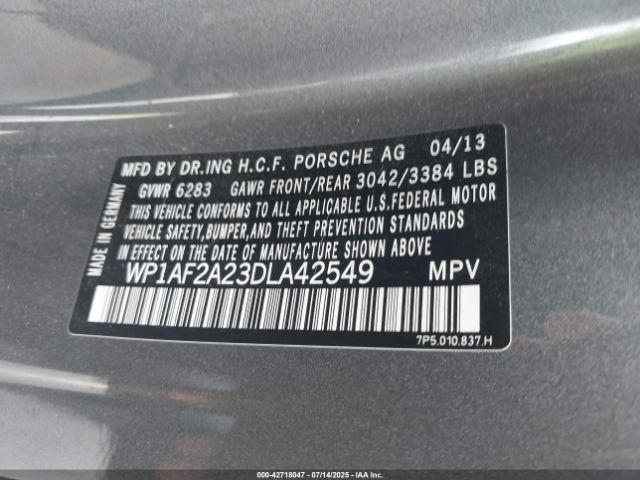 MFD BY DR.ING H.C.F. PORSCHE AG 04/13
GVWR 6283 GAWR FRONT/REAR 3042/3384 LBS
THIS VEHICLE CONFORMS TO ALL APPLICABLE U.S.FEDERAL MOTOR
VEHICLE SAFETY,BUMPER,AND THEFT PREVENTION STANDARDS
IN EFFECT ON THE DATE OF MANUFACTURE SHOWN ABOVE
WP1AF2A23DLA42549 MPV
7P5.010.837.H
MADE IN GERMANY
000-42718047 - 07/14/2025 - IAAI.COM